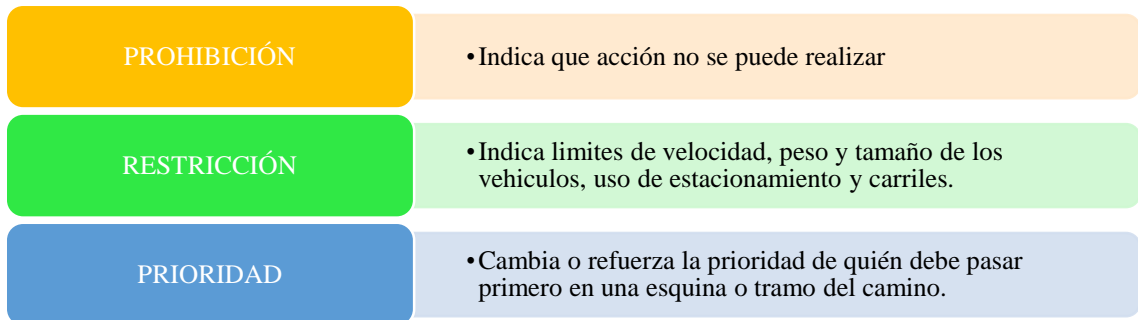 PROHIBICIÓN
•Indica que acción no se puede realizar
RESTRICCIÓN
•Indica limites de velocidad, peso y tamaño de los
vehiculos, uso de estacionamiento y carriles.
PRIORIDAD
•Cambia o refuerza la prioridad de quién debe pasar
primero en una esquina o tramo del camino.